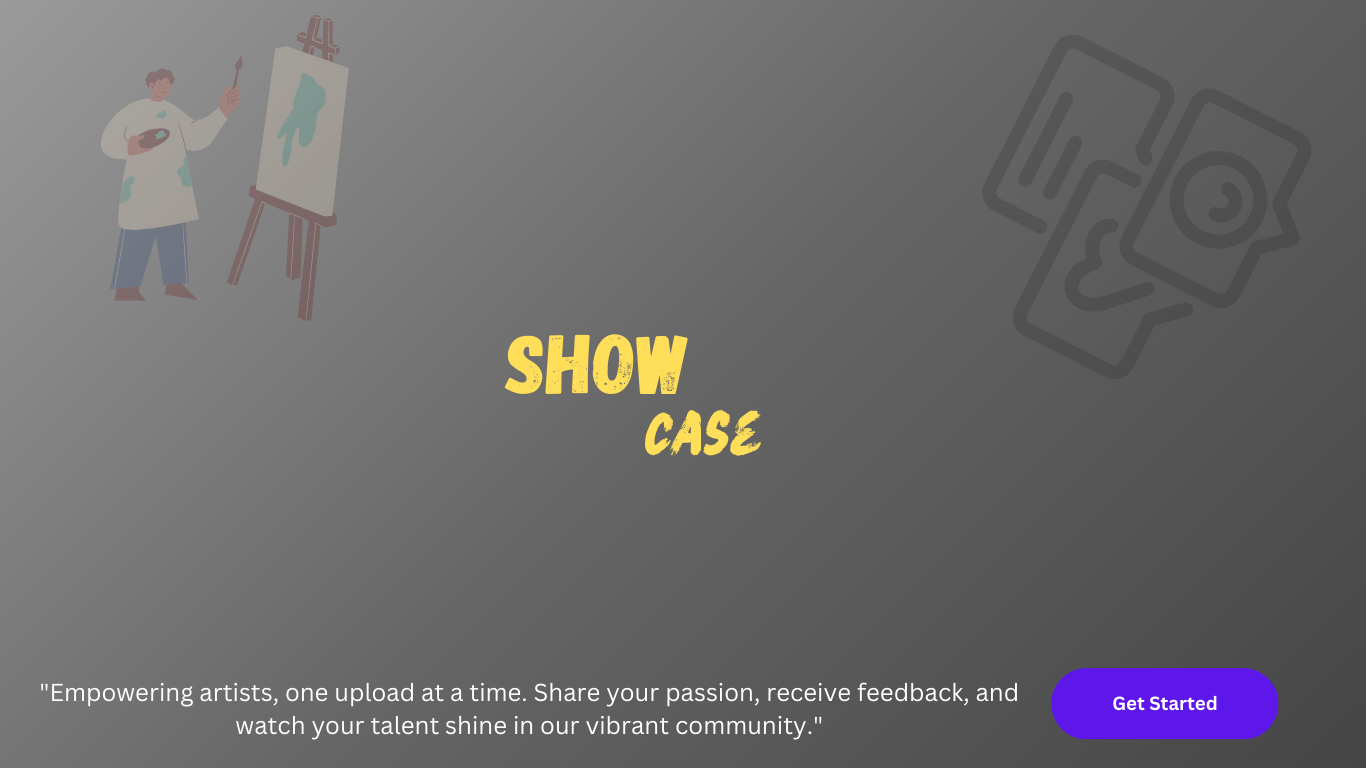 SHOW
CASE
"Empowering artists, one upload at a time. Share your passion, receive feedback, and
watch your talent shine in our vibrant community."
Get Started